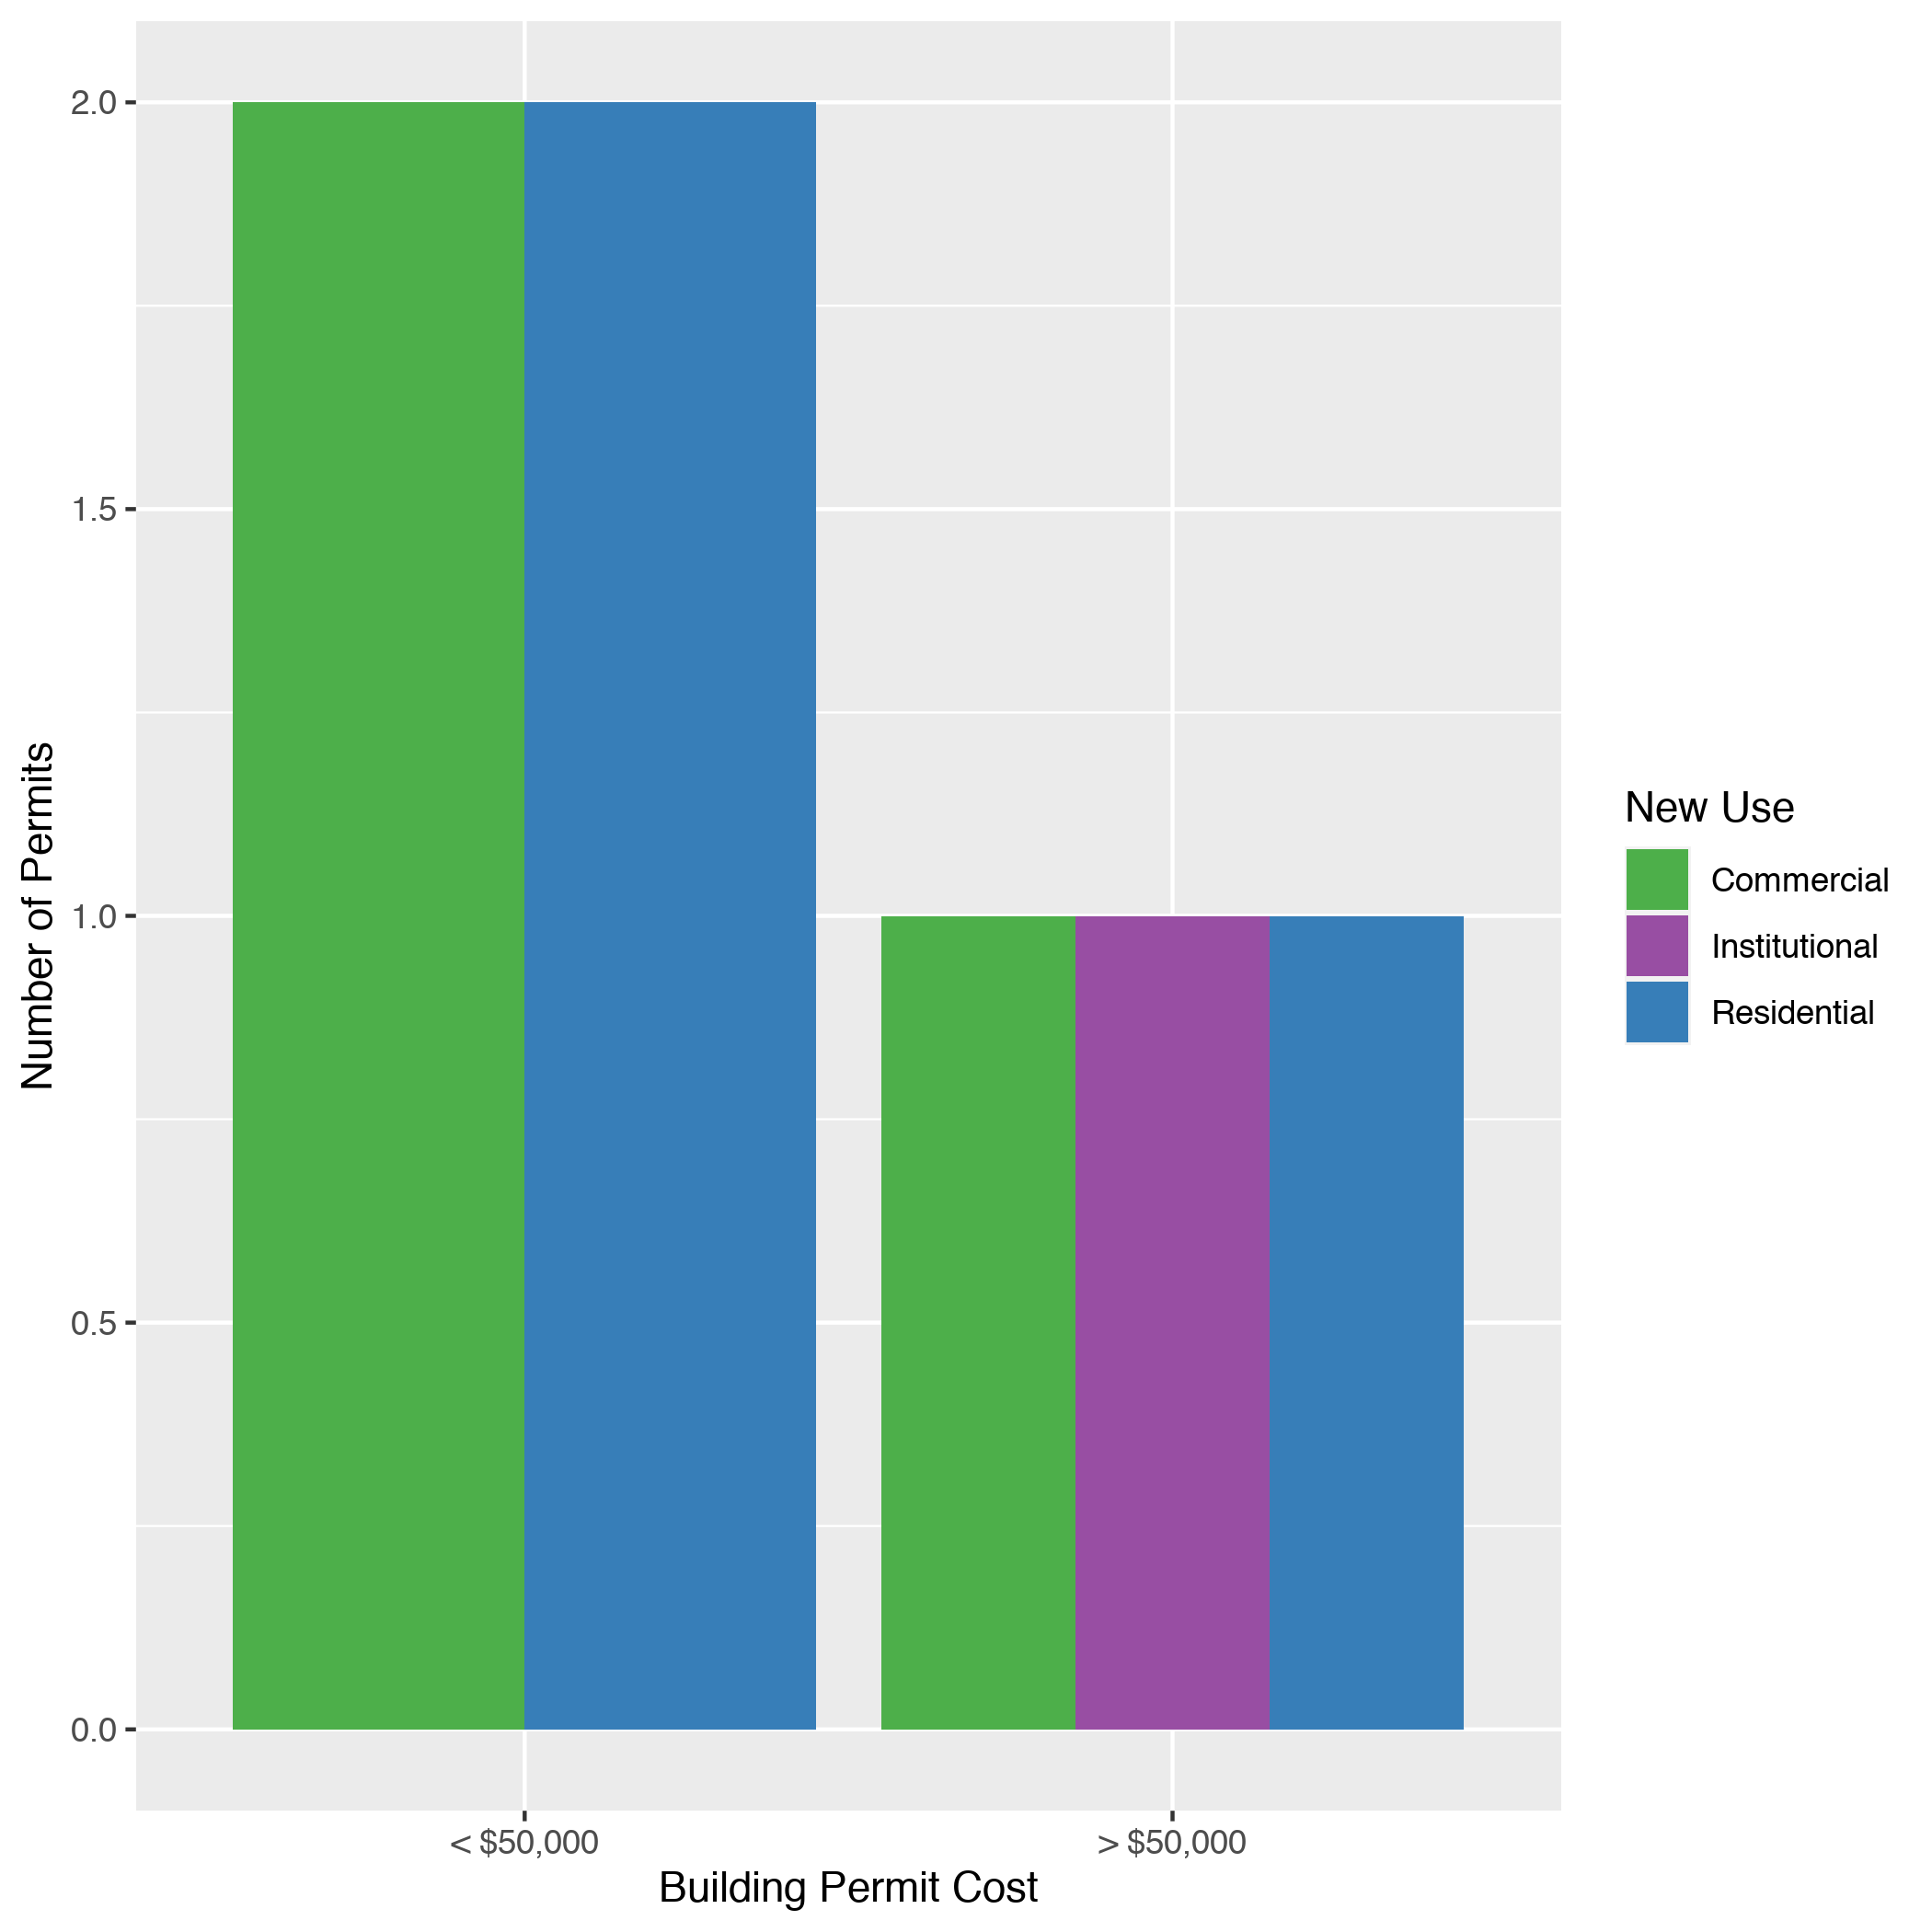 2.0
1.5
1.0
0.5
0.0
Number of Permits
< $50,000
> $50,000
Building Permit Cost
New Use
Commercial
Institutional
Residential